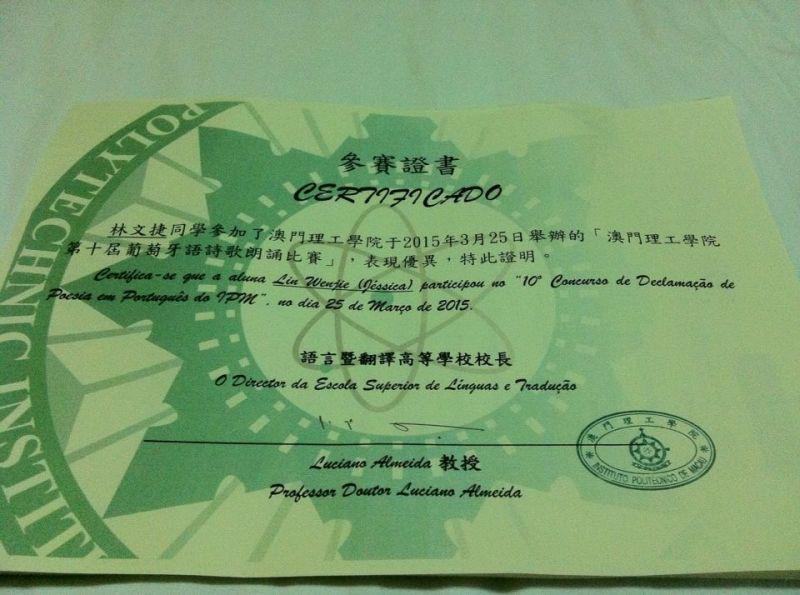 POLYTECHNIC INSTIT
參賽證書
CERTIFICADO
林文捷同學參加了澳門理工學院于2015年3月25日舉辦的「澳門理工學院
第十屆葡萄牙語詩歌朗誦比賽」，表現優異，特此證明。
Certifica-se que a aluna Lin Wenjie (Jéssica) participou no "10º Concurso de Declamação de
Poesia em Português do IPM", no dia 25 de Março de 2015.
語言暨翻譯高等學校校長
O Director da Escola Superior de Línguas e Tradução
Luciano Almeida 教授
Professor Doutor Luciano Almeida
澳門理工學院
INSTITUTO POLITÉCNICO DE MACAU